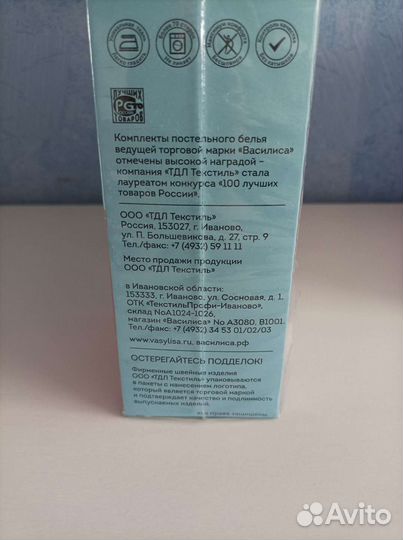 ЛУЧШИХ
PG
ТОВАРОВ
Комплекты постельного белья
ведущей торговой марки «Василиса»
отмечены высокой наградой –
компания «ТДЛ Текстиль» стала
лауреатом конкурса «100 лучших
товаров России».
ООО «ТДЛ Текстиль»
Россия, 153027, г. Иваново,
ул. П. Большевикова, д. 27, стр. 9
Тел./факс: +7 (4932) 59 11 11
Место продажи продукции
ООО «ТДЛ Текстиль»
в Ивановской области:
153333, г. Иваново, ул. Сосновая, д. 1,
ОТК «ТекстильПрофи-Иваново»,
склад NoА1024-1026,
магазин «Василиса» No А3080, В1001.
Тел./факс: +7 (4932) 34 53 01/02/03
www.vasylisa.ru, василиса.рф
ОСТЕРЕГАЙТЕСЬ ПОДДЕЛОК!
Фирменные швейные изделия
ООО «ТДЛ Текстиль» упаковываются
в пакеты с нанесением логотипа,
который является торговой маркой
и подтверждает качество и подлинность
выпускаемых изделий.
все права защищены.
Avito